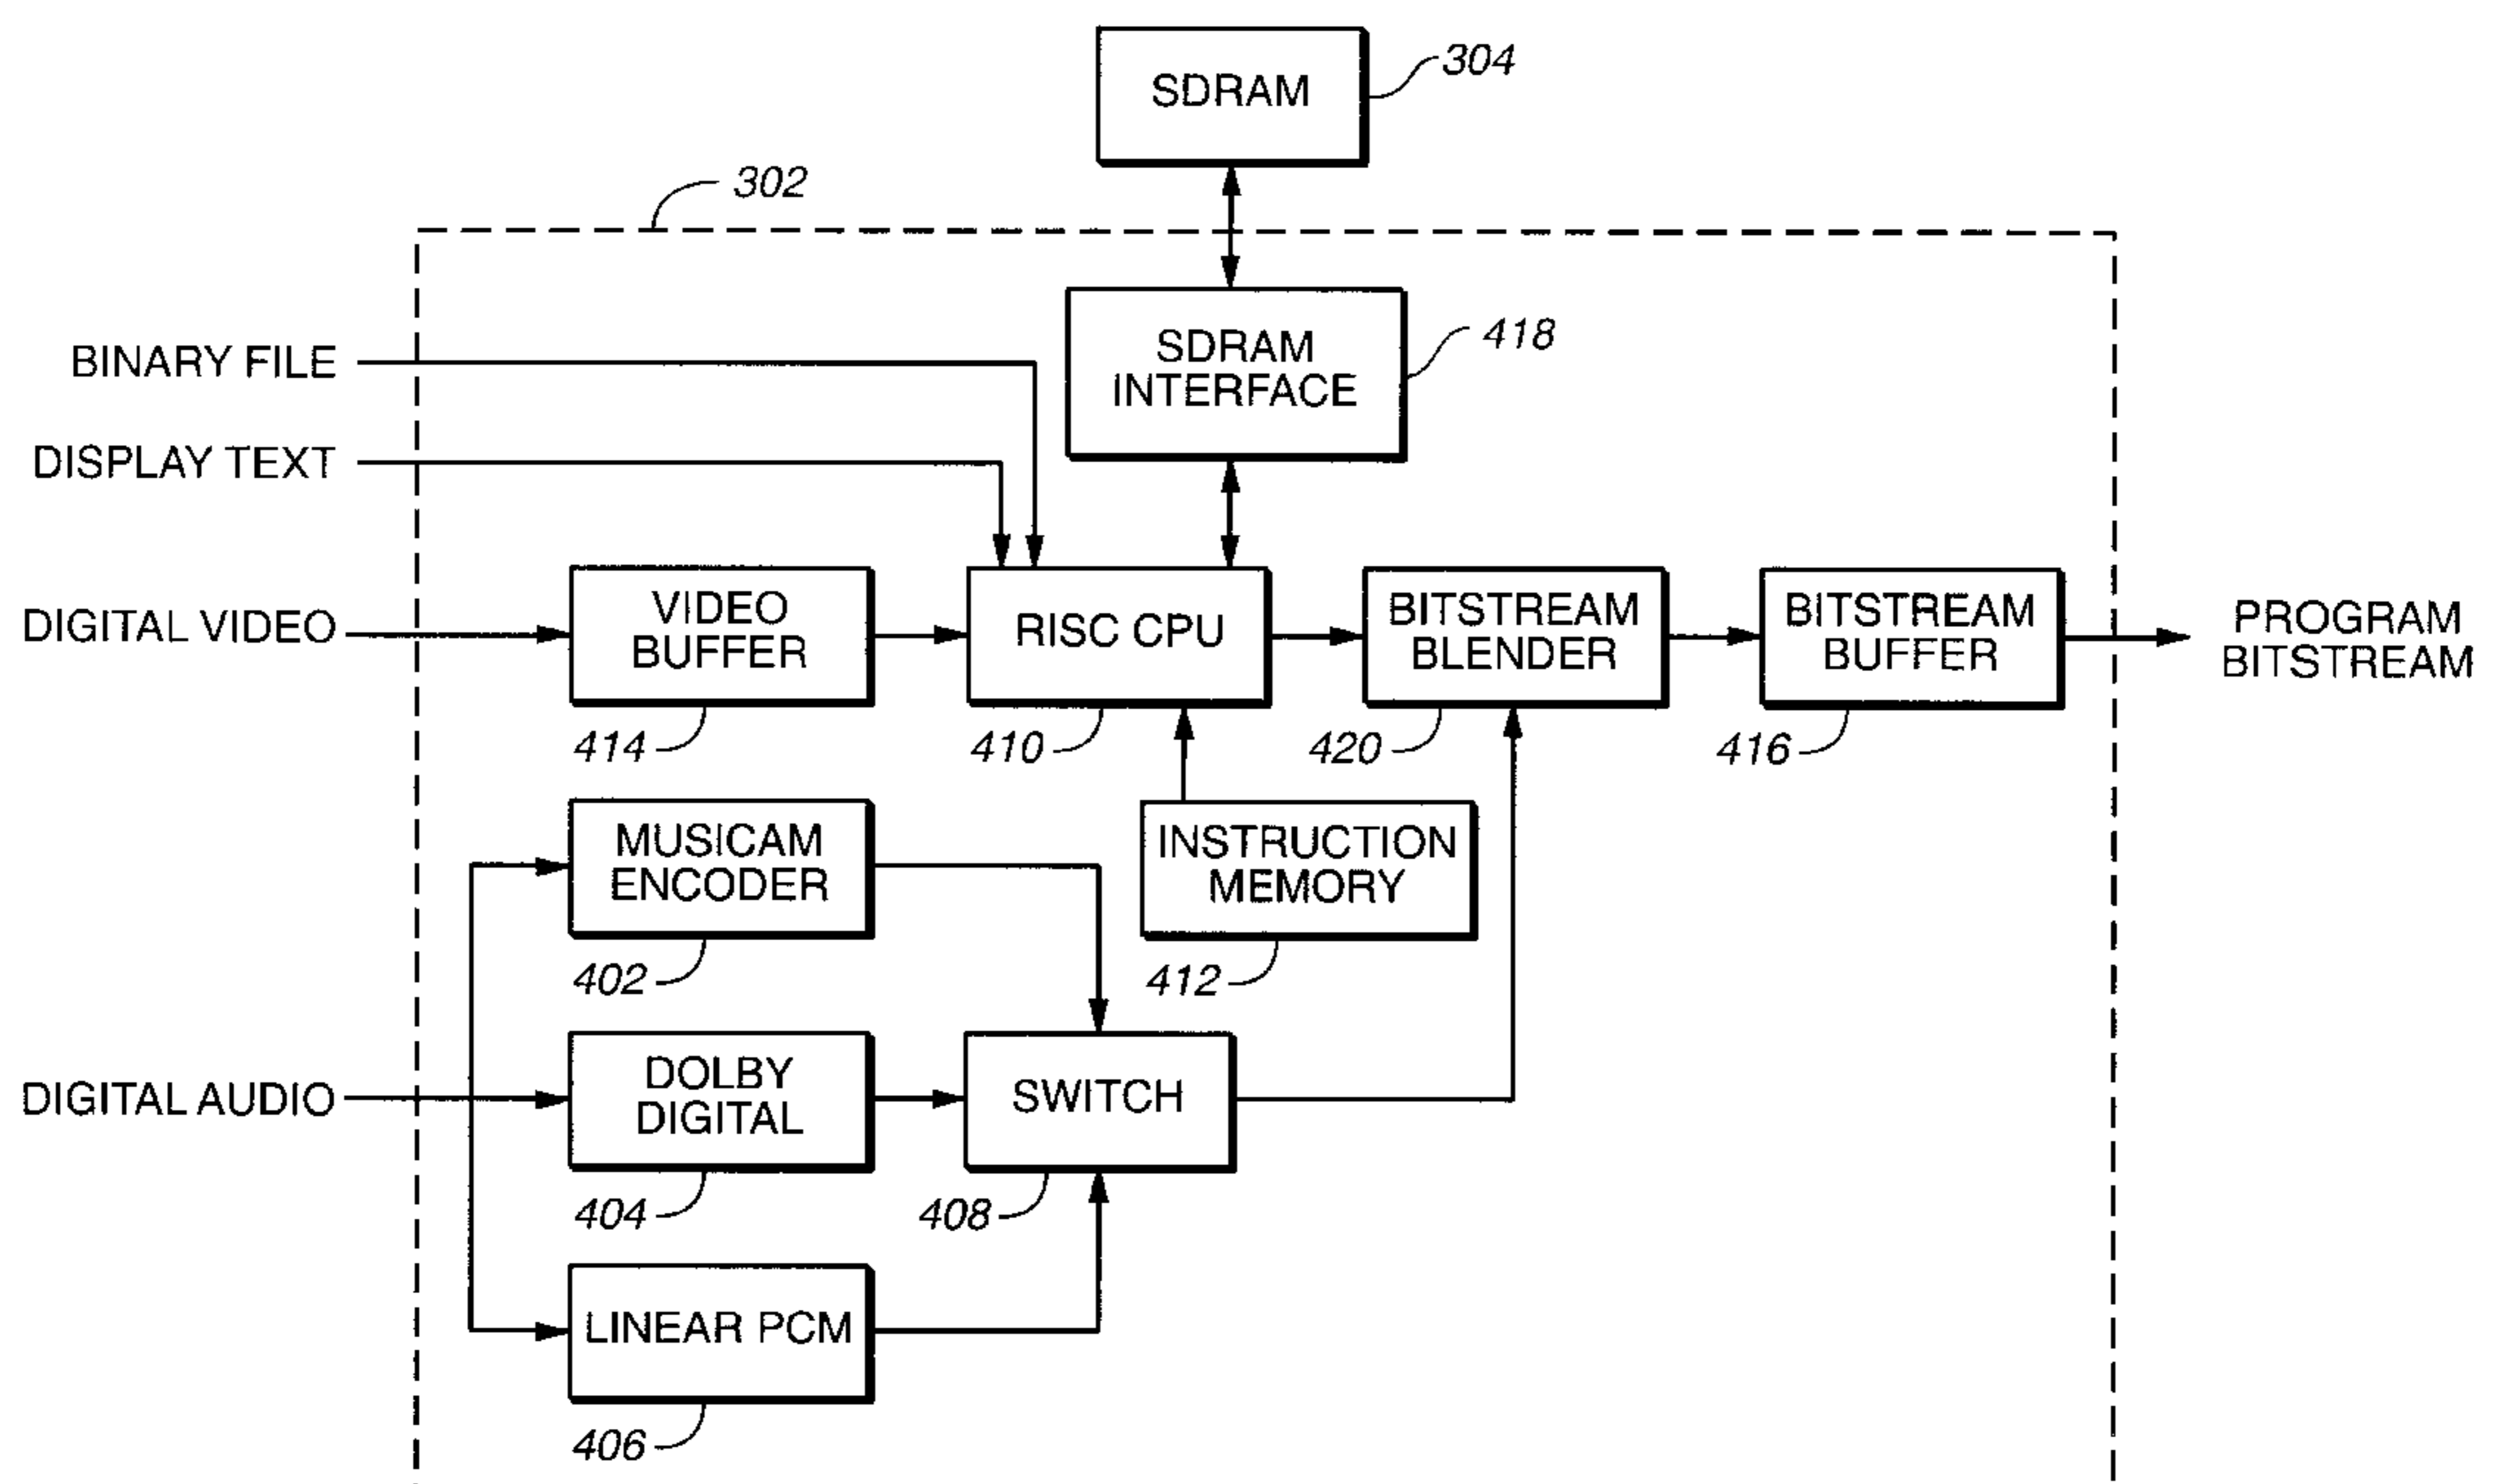 SDRAM
304
302
SDRAM
INTERFACE
418
BINARY FILE
DISPLAY TEXT
DIGITAL VIDEO
VIDEO
BUFFER
414
RISC CPU
410
BITSTREAM
BLENDER
420
BITSTREAM
BUFFER
416
PROGRAM
BITSTREAM
MUSICAM
ENCODER
402
INSTRUCTION
MEMORY
412
DIGITAL AUDIO
DOLBY
DIGITAL
404
SWITCH
408
LINEAR PCM
406